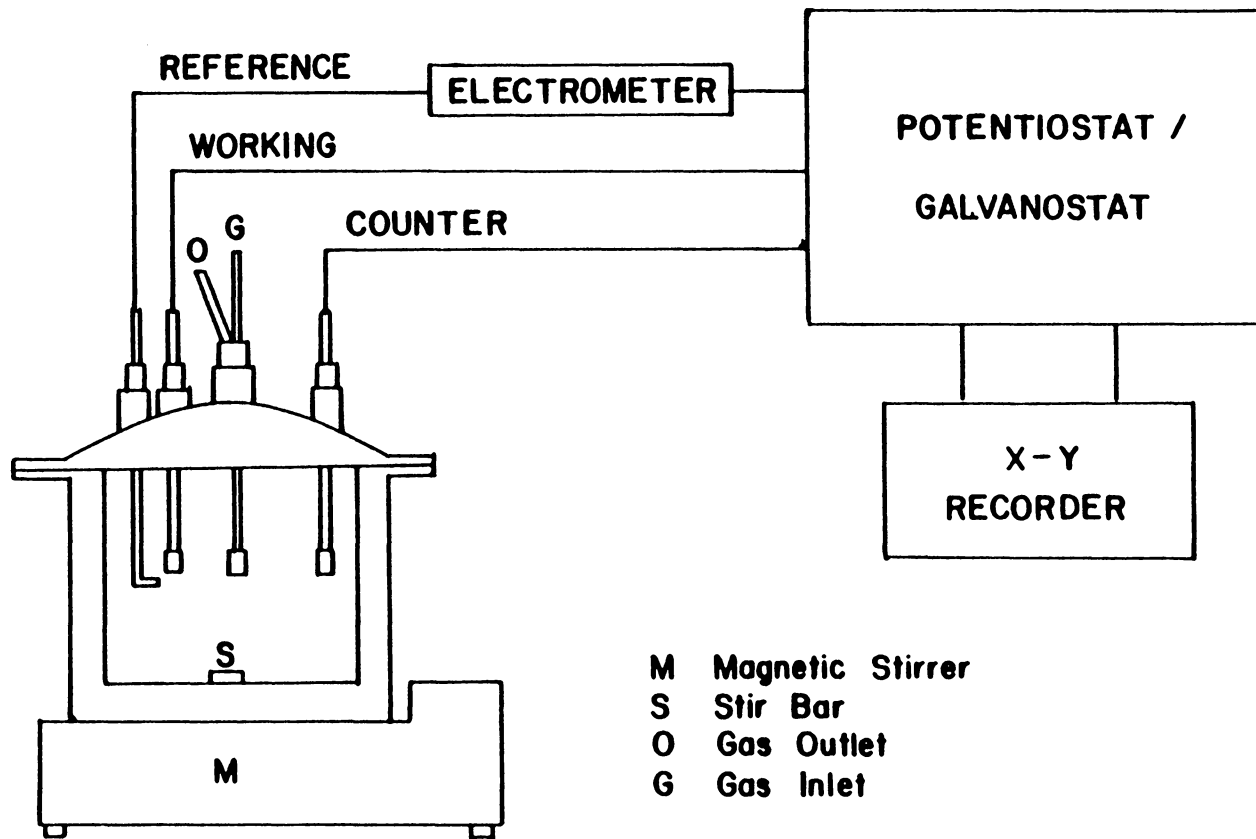 REFERENCE
ELECTROMETER
WORKING
COUNTER
POTENTIOSTAT /
GALVANOSTAT
O
G
X-Y
RECORDER
S
M
M Magnetic Stirrer
S Stir Bar
O Gas Outlet
G Gas Inlet